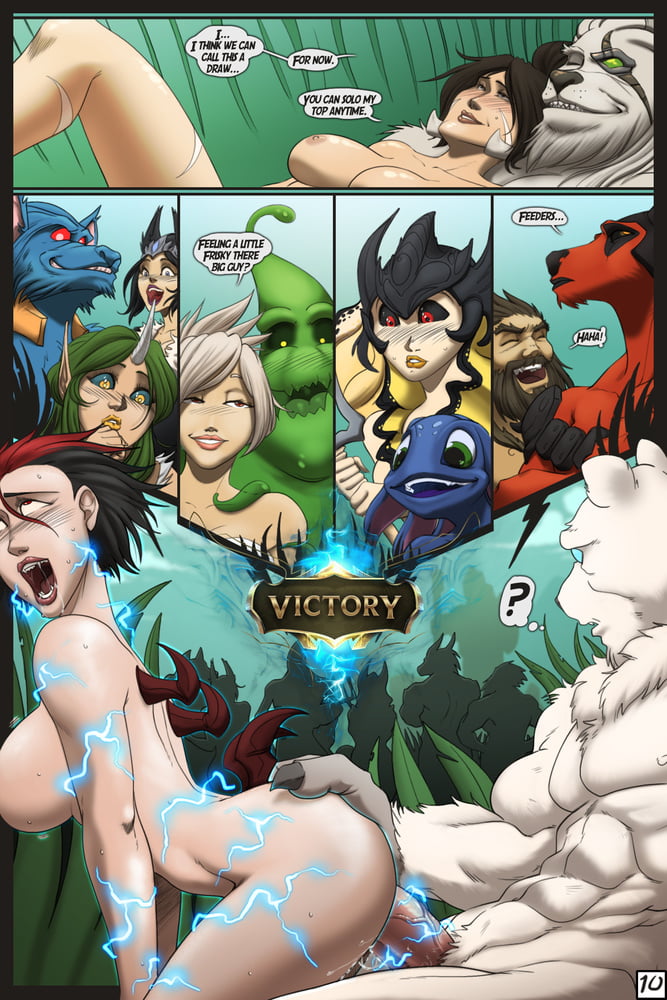 I...
I THINK WE CAN
CALL THIS A
DRAW...
FOR NOW.
YOU CAN SOLO MY
TOP ANYTIME.
FEELING A LITTLE
FRISKY THERE
BIG GUY?
FEEDERS...
HAHA!
VICTORY
?
10